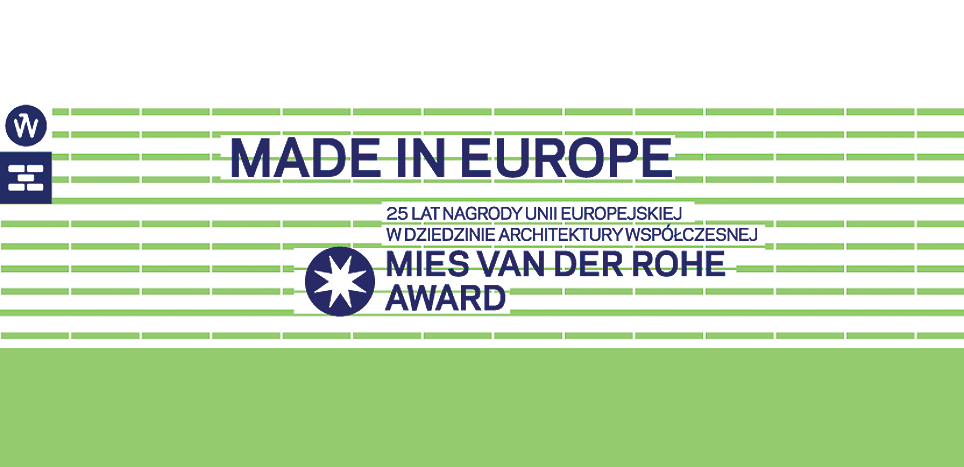 W
MADE IN EUROPE
25 LAT NAGRODY UNII EUROPEJSKIEJ
W DZIEDZINIE ARCHITEKTURY WSPÓŁCZESNEJ
MIES VAN DER ROHE
AWARD